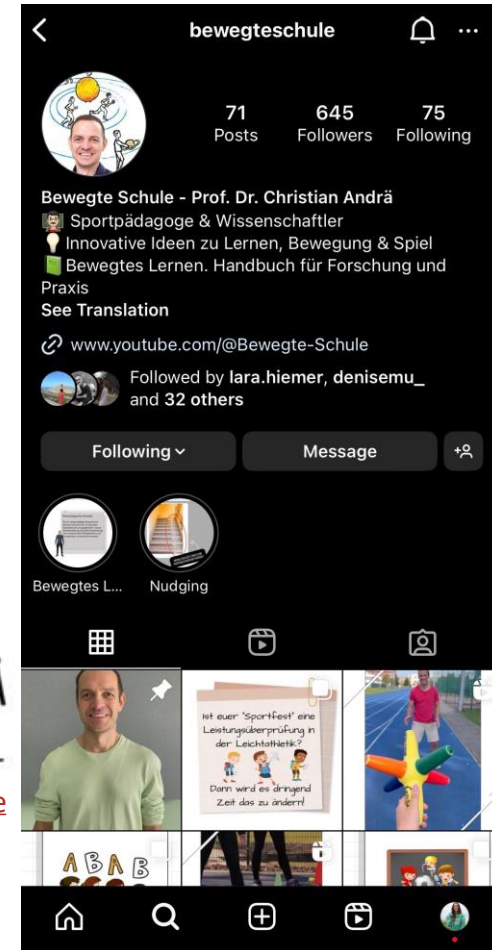 bewegteschule
71 645 75
Posts Followers Following
Bewegte Schule - Prof. Dr. Christian Andrä
Sportpädagoge & Wissenschaftler
Innovative Ideen zu Lernen, Bewegung & Spiel
Bewegtes Lernen. Handbuch für Forschung und
Praxis
See Translation
www.youtube.com/@Bewegte-Schule
Followed by lara.hiemer, denisemu_
and 32 others
Following Message
Bewegtes L... Nudging
Ist euer "Sportfest" eine
Leistungsüberprüfung in
der Leichtathletik?
Dann wird es dringend
Zeit das zu ändern!
e
A B A B